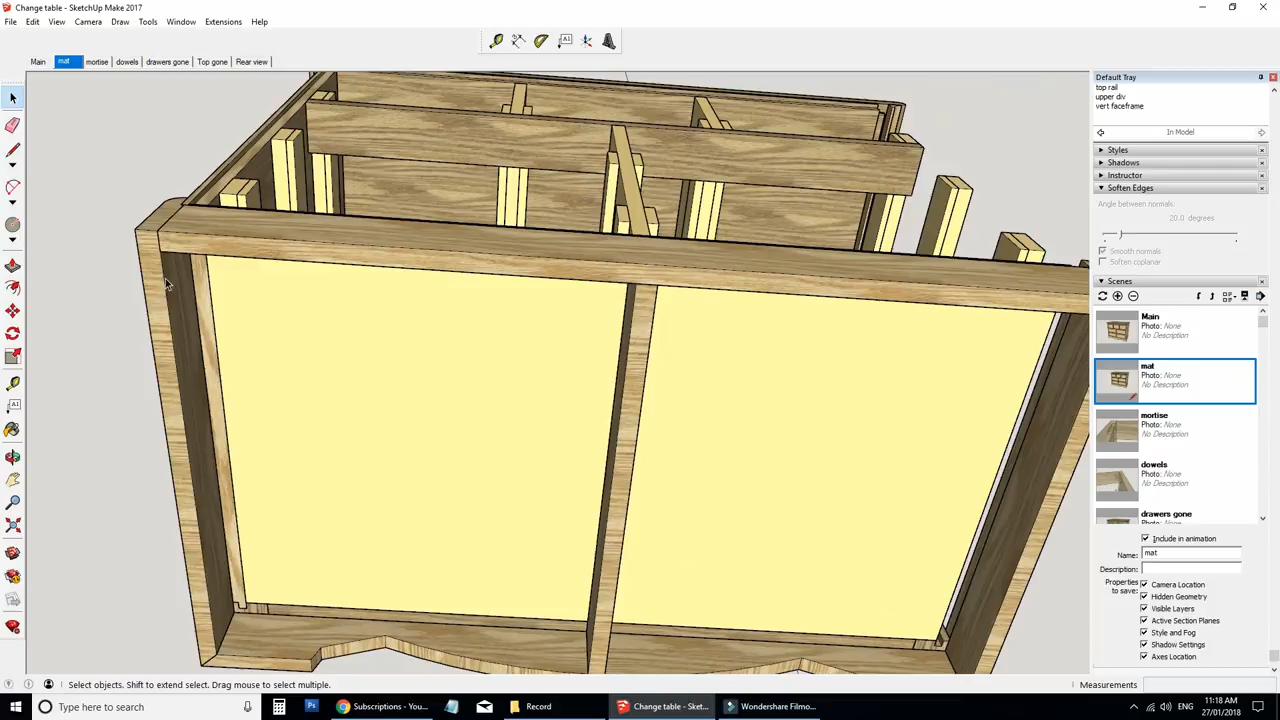 Change table - SketchUp Make 2017
File Edit View Camera Draw Tools Window Extensions Help
A1
Main mat mortise dowels drawers gone Top gone Rear view
Default Tray
top rail
upper div
vert faceframe
In Model
Styles
Shadows
Instructor
Soften Edges
Angle between normals:
20.0 degrees
Smooth normals
Soften coplanar
Scenes
Main
Photo: None
No Description
mat
Photo: None
No Description
mortise
Photo: None
No Description
dowels
Photo: None
No Description
drawers gone
Include in animation
Name: mat
Description:
Properties to save:
Camera Location
Hidden Geometry
Visible Layers
Active Section Planes
Style and Fog
Shadow Settings
Axes Location
A1
Select objects. Shift to extend select. Drag mouse to select multiple.
Measurements
Type here to search
Ps
Subscriptions - You...
Record
Change table - Sket...
Wondershare Filmo...
11:18 AM
27/01/2018